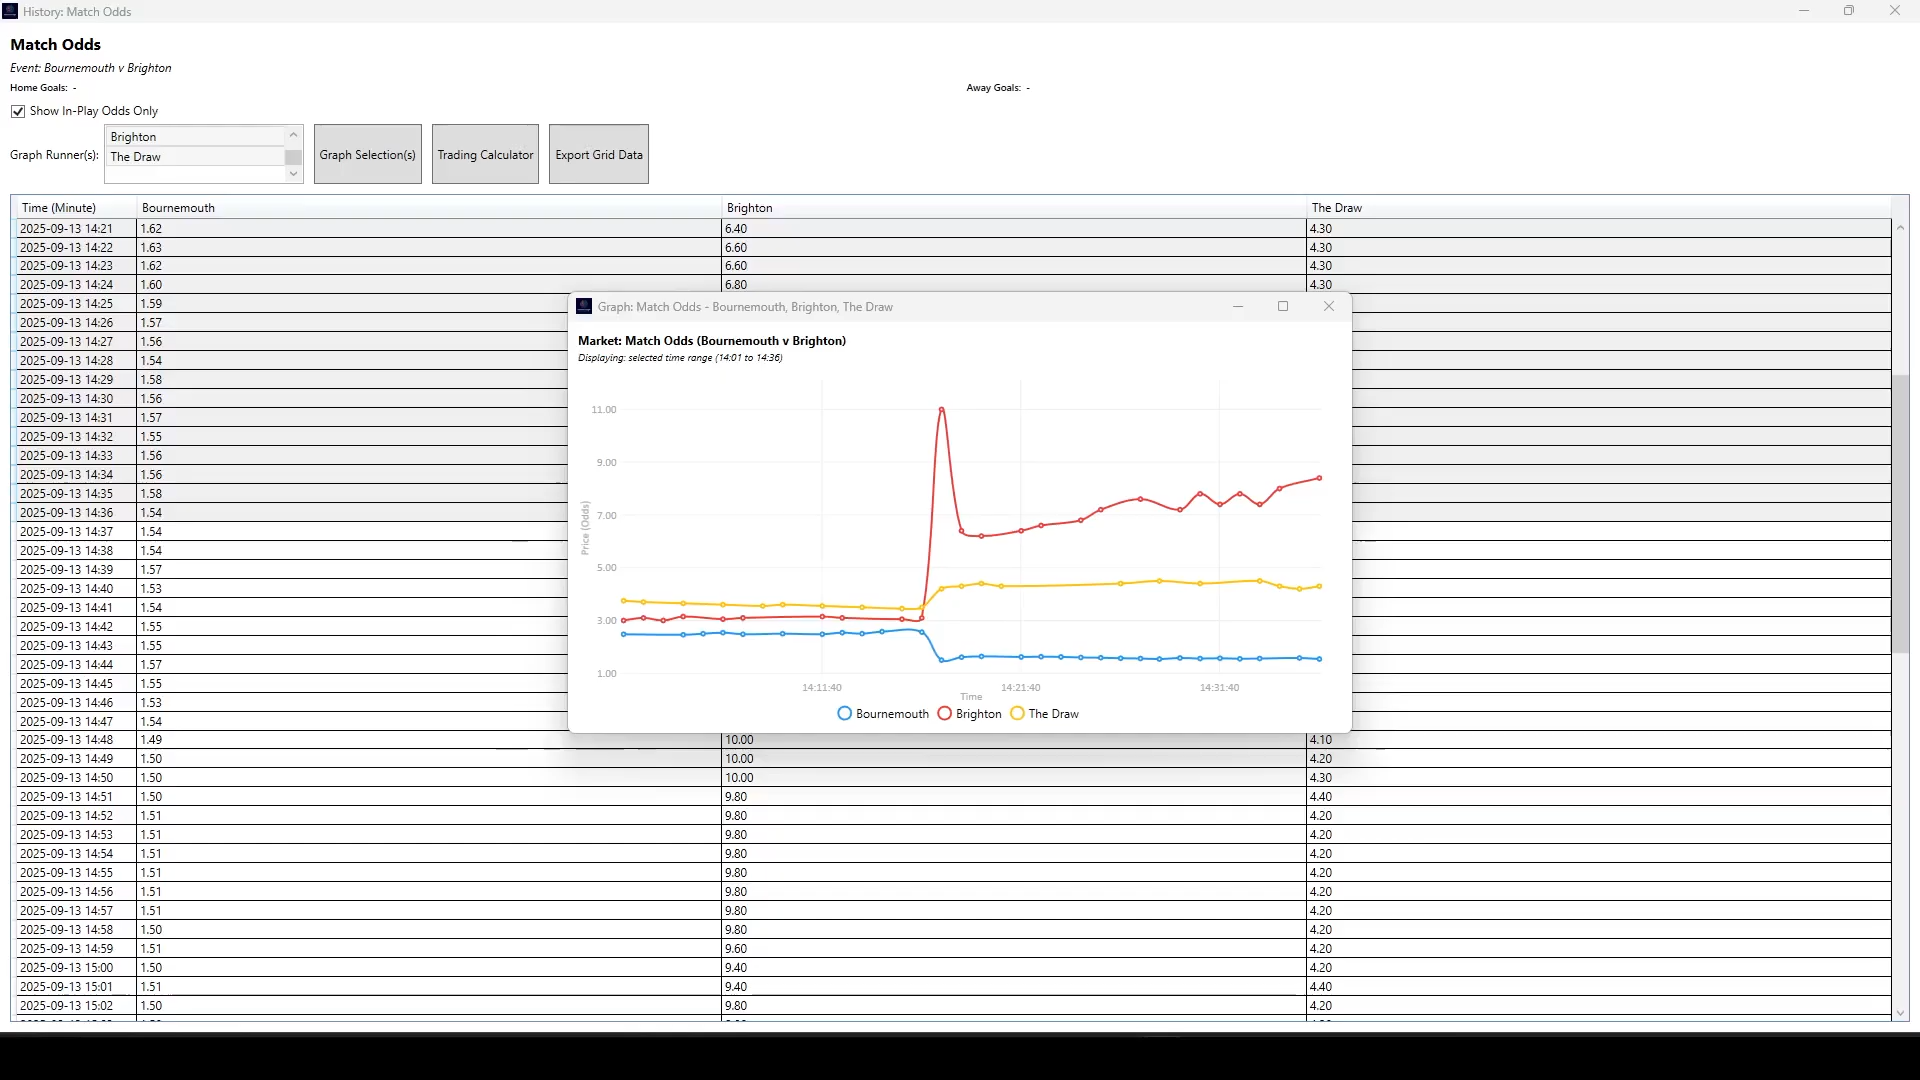 History: Match Odds
Match Odds
Event: Bournemouth v Brighton
Home Goals: - Away Goals: -
Show In-Play Odds Only
Graph Runner(s): Brighton The Draw Graph Selection(s) Trading Calculator Export Grid Data
Time (Minute) Bournemouth Brighton The Draw
2025-09-13 14:21 1.62 6.40 4.30
2025-09-13 14:22 1.63 6.60 4.30
2025-09-13 14:23 1.62 6.60 4.30
2025-09-13 14:24 1.60 6.80 4.30
2025-09-13 14:25 1.59
2025-09-13 14:26 1.57
2025-09-13 14:27 1.56
2025-09-13 14:28 1.54
2025-09-13 14:29 1.58
2025-09-13 14:30 1.56
2025-09-13 14:31 1.57
2025-09-13 14:32 1.55
2025-09-13 14:33 1.56
2025-09-13 14:34 1.56
2025-09-13 14:35 1.58
2025-09-13 14:36 1.54
2025-09-13 14:37 1.54
2025-09-13 14:38 1.54
2025-09-13 14:39 1.57
2025-09-13 14:40 1.53
2025-09-13 14:41 1.54
2025-09-13 14:42 1.55
2025-09-13 14:43 1.55
2025-09-13 14:44 1.57
2025-09-13 14:45 1.55
2025-09-13 14:46 1.53
2025-09-13 14:47 1.54
2025-09-13 14:48 1.49 10.00 4.10
2025-09-13 14:49 1.50 10.00 4.20
2025-09-13 14:50 1.50 10.00 4.30
2025-09-13 14:51 1.50 9.80 4.40
2025-09-13 14:52 1.51 9.80 4.20
2025-09-13 14:53 1.51 9.80 4.20
2025-09-13 14:54 1.51 9.80 4.20
2025-09-13 14:55 1.51 9.80 4.20
2025-09-13 14:56 1.51 9.80 4.20
2025-09-13 14:57 1.51 9.80 4.20
2025-09-13 14:58 1.50 9.80 4.20
2025-09-13 14:59 1.51 9.60 4.20
2025-09-13 15:00 1.50 9.40 4.20
2025-09-13 15:01 1.51 9.40 4.40
2025-09-13 15:02 1.50 9.80 4.20
Graph: Match Odds - Bournemouth, Brighton, The Draw
Market: Match Odds (Bournemouth v Brighton)
Displaying: selected time range (14:01 to 14:36)
11.00
9.00
7.00
5.00
3.00
1.00
Price (Odds)
14:11:40 14:21:40 14:31:40
Time
Bournemouth Brighton The Draw